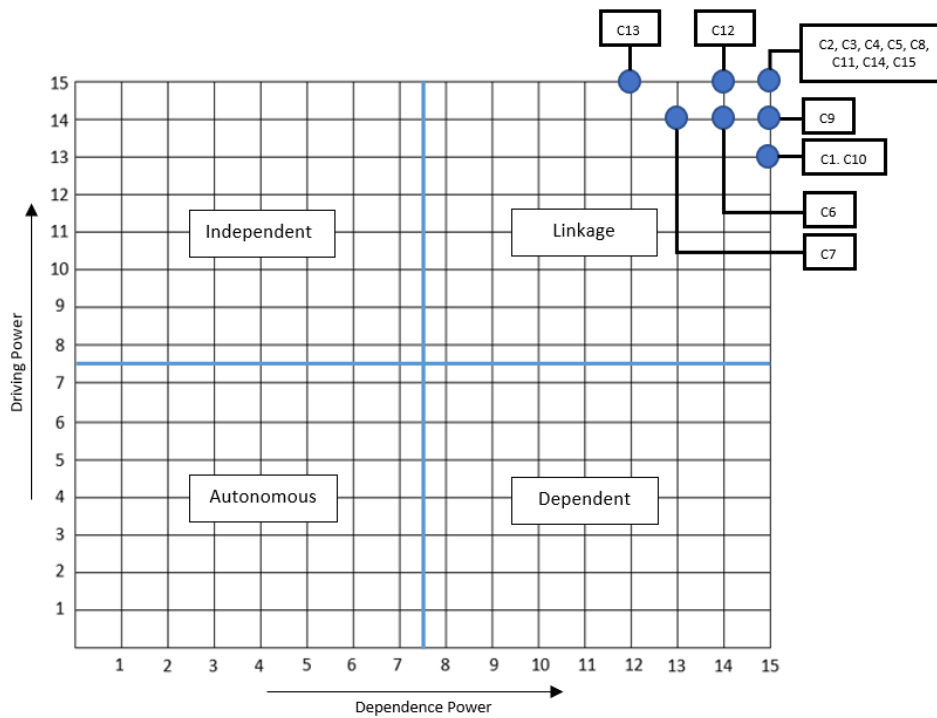 C13
C12
C2, C3, C4, C5, C8,
C11, C14, C15
C9
C1. C10
C6
C7
15
14
13
12
11
10
9
8
7
6
5
4
3
2
1
Independent
Linkage
Autonomous
Dependent
Driving Power
1 2 3 4 5 6 7 8 9 10 11 12 13 14 15
Dependence Power